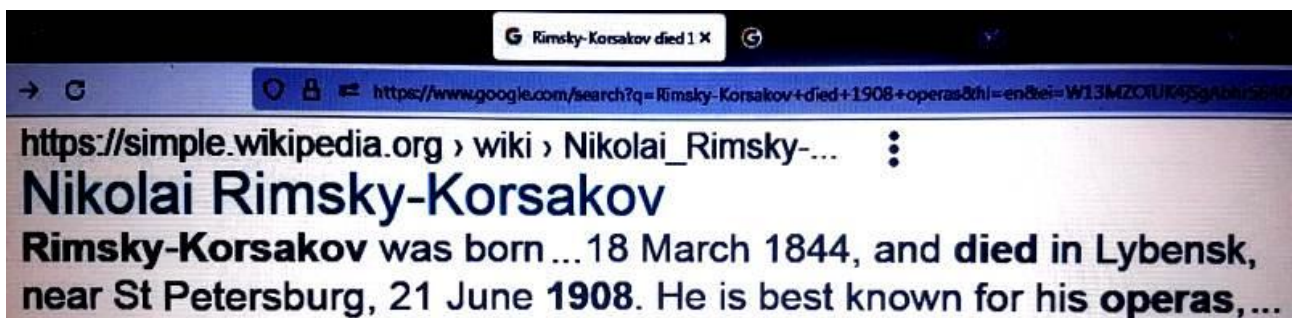 G Rimsky-Korsakov died 1 ×
G
https://www.google.com/search?q=Rimsky-Korsakov+died+1908+operas&hl=en&ei=
https://simple.wikipedia.org › wiki › Nikolai_Rimsky-...
Nikolai Rimsky-Korsakov
Rimsky-Korsakov was born...18 March 1844, and died in Lybensk,
near St Petersburg, 21 June 1908. He is best known for his operas,...